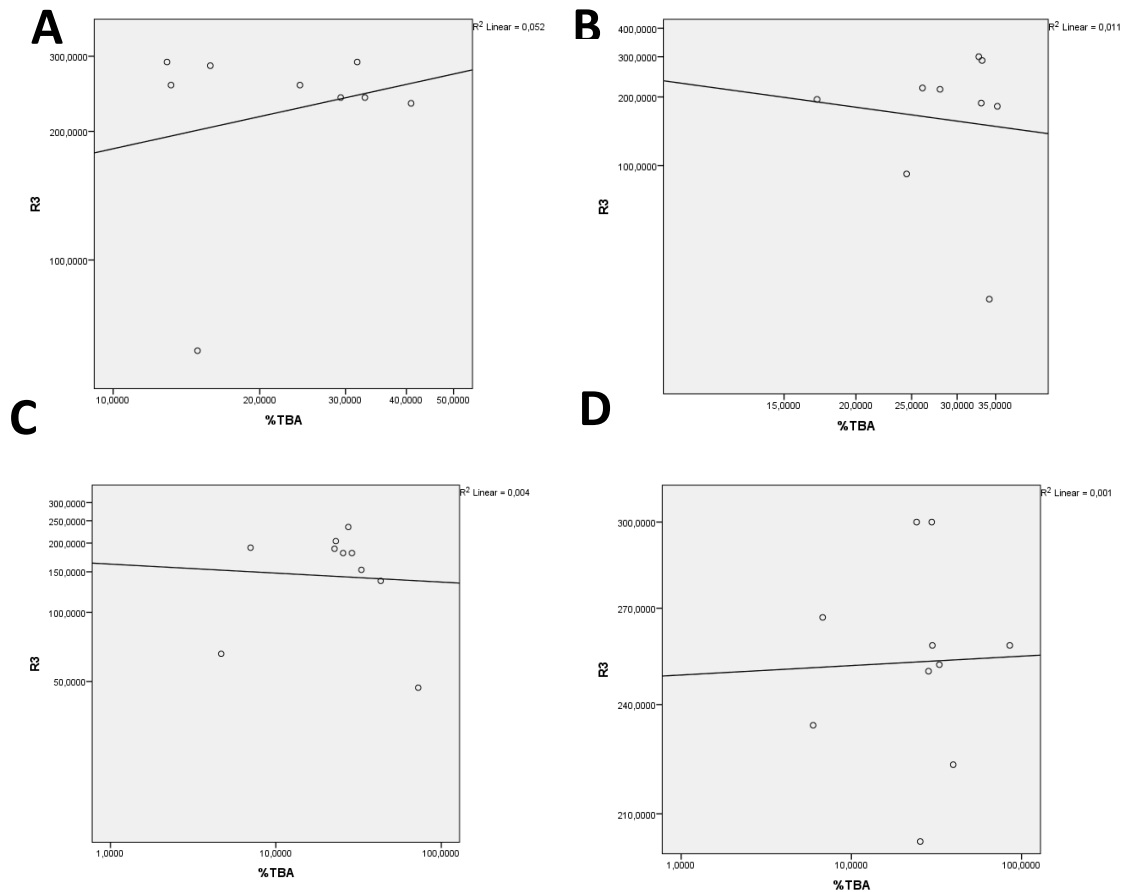 A
R² Linear = 0,052
300,0000
200,0000
100,0000
R3
10,0000 20,0000 30,0000 40,0000 50,0000
%TBA
B
R² Linear = 0,011
400,0000
300,0000
200,0000
100,0000
R3
15,0000 20,0000 25,0000 30,0000 35,0000
%TBA
C
R² Linear = 0,004
300,0000
250,0000
200,0000
150,0000
100,0000
50,0000
R3
1,0000 10,0000 100,0000
%TBA
D
R² Linear = 0,001
300,0000
270,0000
240,0000
210,0000
R3
1,0000 10,0000 100,0000
%TBA